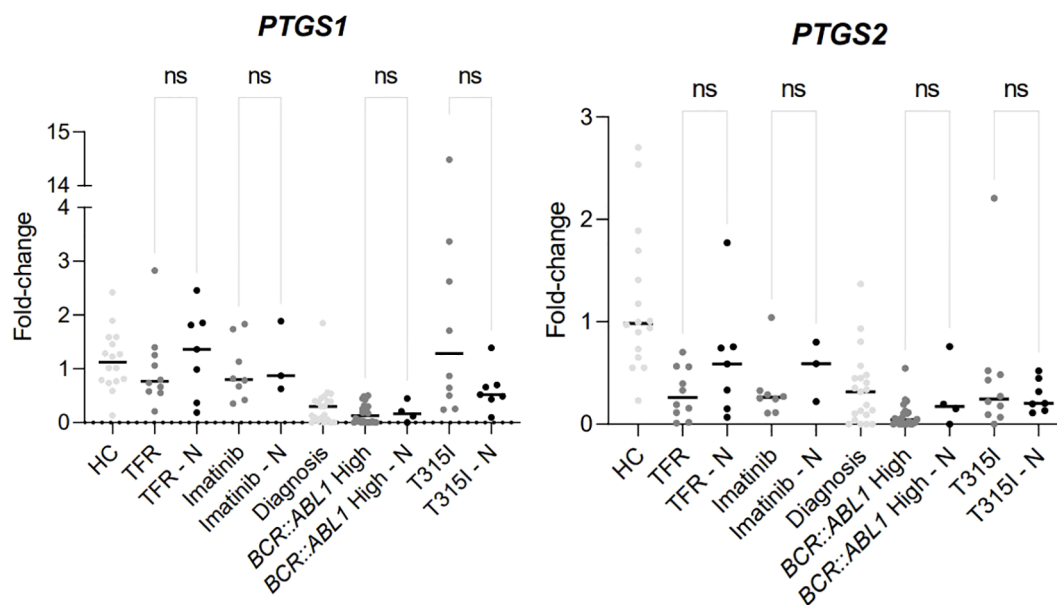 PTGS1
ns
ns
ns
ns
15
14
4
3
2
1
0
Fold-change
HC
TFR
TFR - N
Imatinib
Imatinib - N
Diagnosis
BCR::ABL1 High
BCR::ABL1 High - N
T315I
T315I - N
PTGS2
ns
ns
ns
ns
3
2
1
0
Fold-change
HC
TFR
TFR - N
Imatinib
Imatinib - N
Diagnosis
BCR::ABL1 High
BCR::ABL1 High - N
T315I
T315I - N